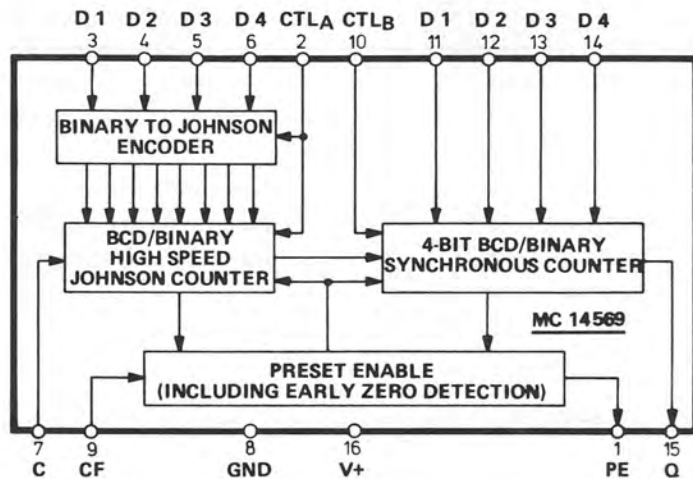 D1 D2 D3 D4 CTLA CTLB D1 D2 D3 D4
3 4 5 6 2 10 11 12 13 14
BINARY TO JOHNSON
ENCODER
BCD/BINARY
HIGH SPEED
JOHNSON COUNTER
4-BIT BCD/BINARY
SYNCHRONOUS COUNTER
MC 14569
PRESET ENABLE
(INCLUDING EARLY ZERO DETECTION)
7 9 8 16 1 15
C CF GND V+ PE Q